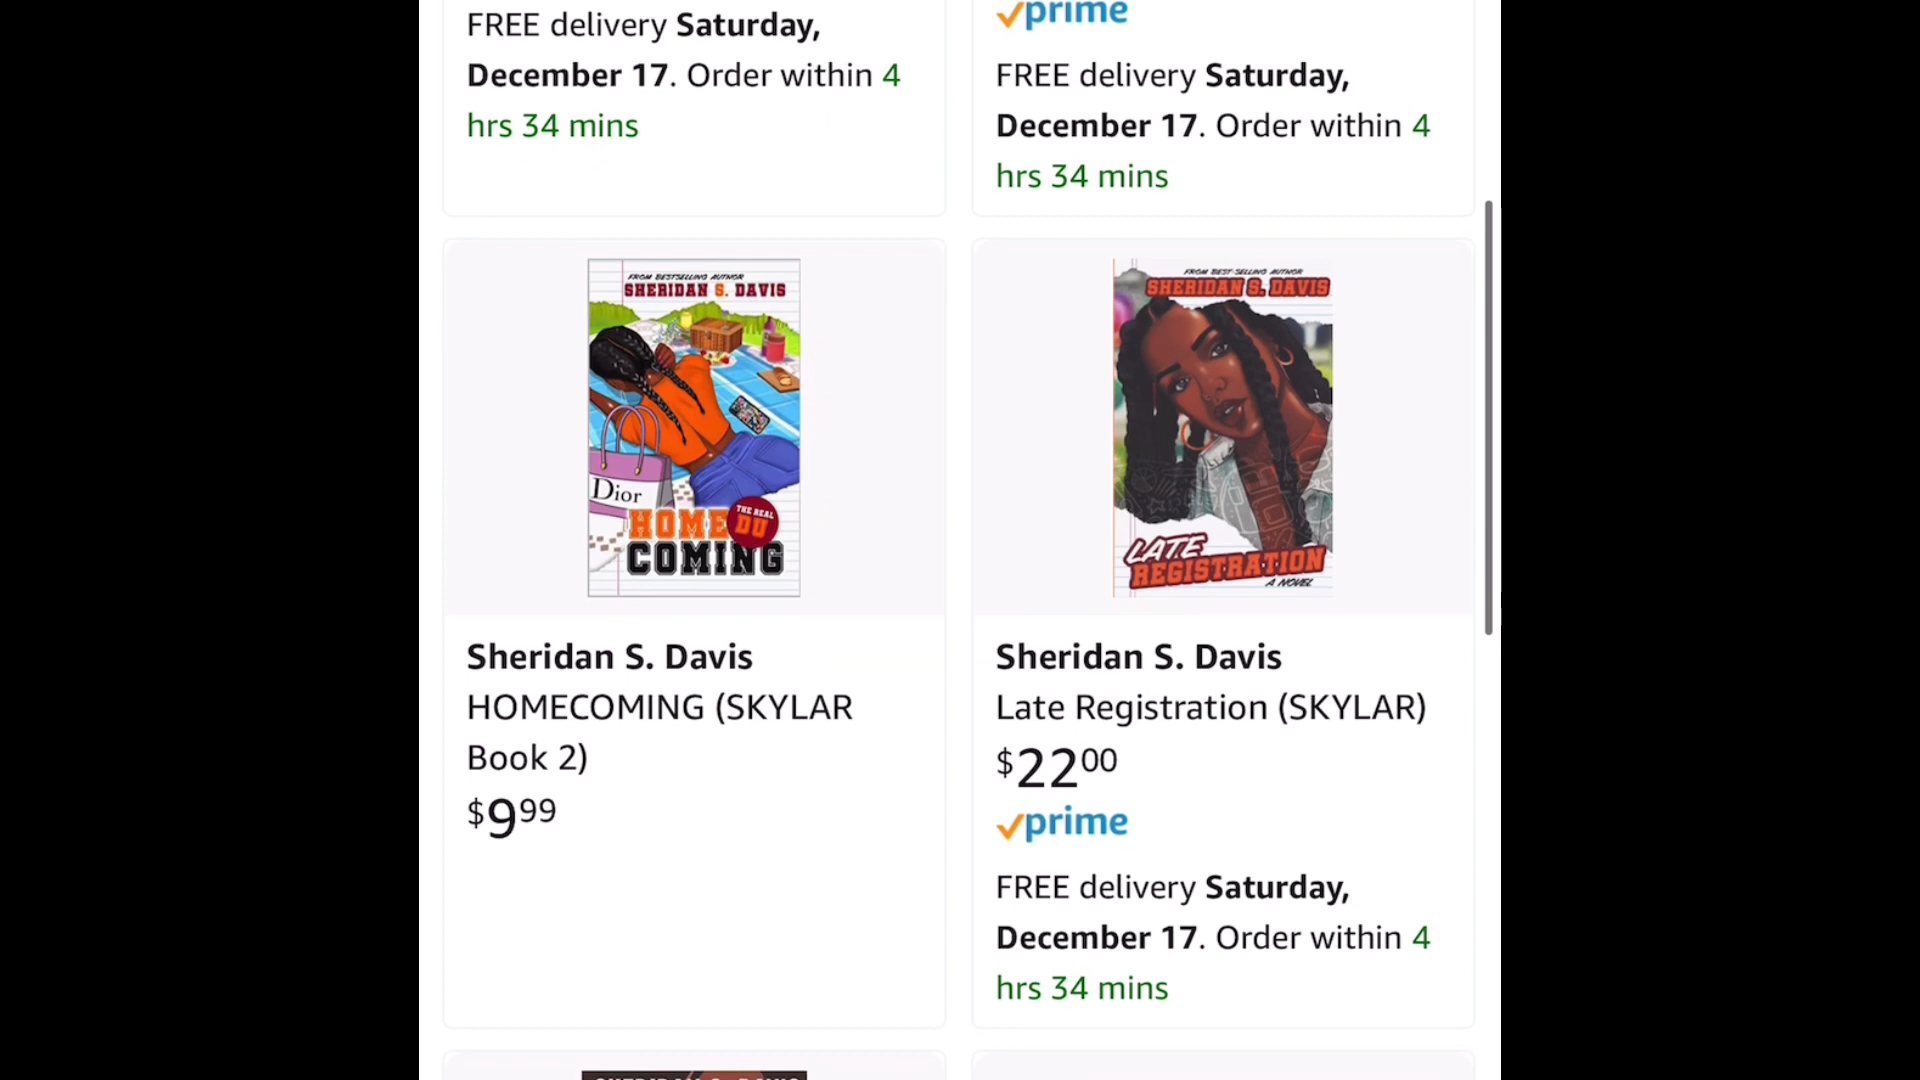 FREE delivery Saturday,
December 17. Order within 4
hrs 34 mins
prime
FREE delivery Saturday,
December 17. Order within 4
hrs 34 mins
FROM BESTSELLING AUTHOR
SHERIDAN S. DAVIS
Dior
THE REAL
DU
HOME
COMING
Sheridan S. Davis
HOMECOMING (SKYLAR
Book 2)
$9.99
FROM BEST-SELLING AUTHOR
SHERIDAN S. DAVIS
LATE
REGISTRATION
A NOVEL
Sheridan S. Davis
Late Registration (SKYLAR)
$22.00
prime
FREE delivery Saturday,
December 17. Order within 4
hrs 34 mins
SHERIDAN S. DAVIS